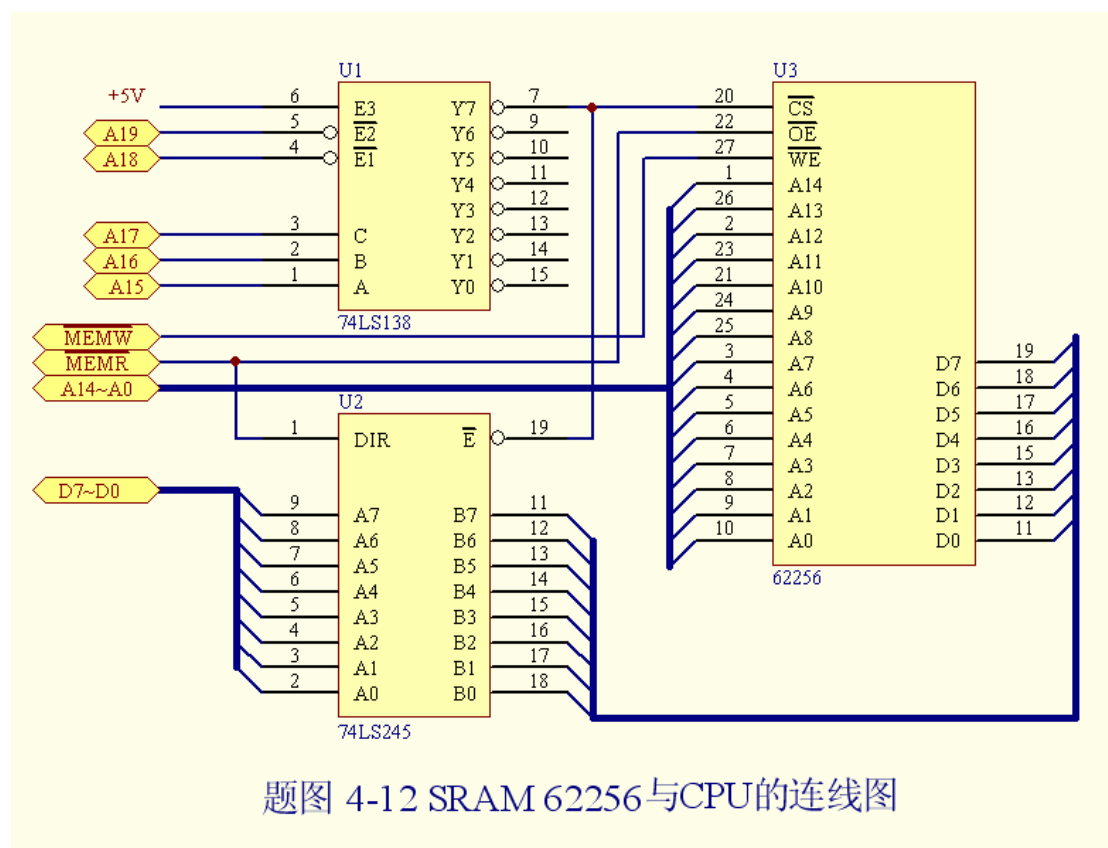 U1
+5V
A19
A18
A17
A16
A15
6
5
4
3
2
1
E3
E2
E1
C
B
A
Y7
Y6
Y5
Y4
Y3
Y2
Y1
Y0
7
9
10
11
12
13
14
15
74LS138
MEMW
MEMR
A14~A0
D7~D0
U2
1
DIR
E
19
9
8
7
6
5
4
3
2
A7
A6
A5
A4
A3
A2
A1
A0
B7
B6
B5
B4
B3
B2
B1
B0
11
12
13
14
15
16
17
18
74LS245
U3
20
22
27
1
26
2
23
21
24
25
3
4
5
6
7
8
9
10
CS
OE
WE
A14
A13
A12
A11
A10
A9
A8
A7
A6
A5
A4
A3
A2
A1
A0
D7
D6
D5
D4
D3
D2
D1
D0
19
18
17
16
15
13
12
11
62256
题图 4-12 SRAM 62256与CPU的连线图